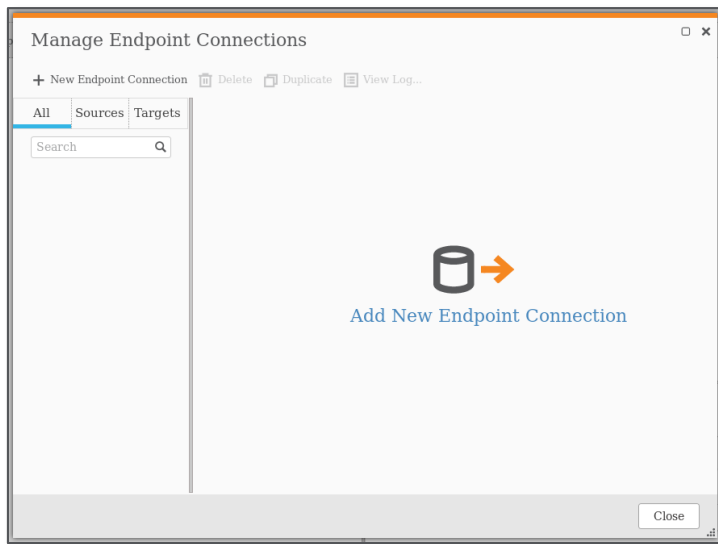 Manage Endpoint Connections
New Endpoint Connection Delete Duplicate View Log...
All Sources Targets
Search
Add New Endpoint Connection
Close